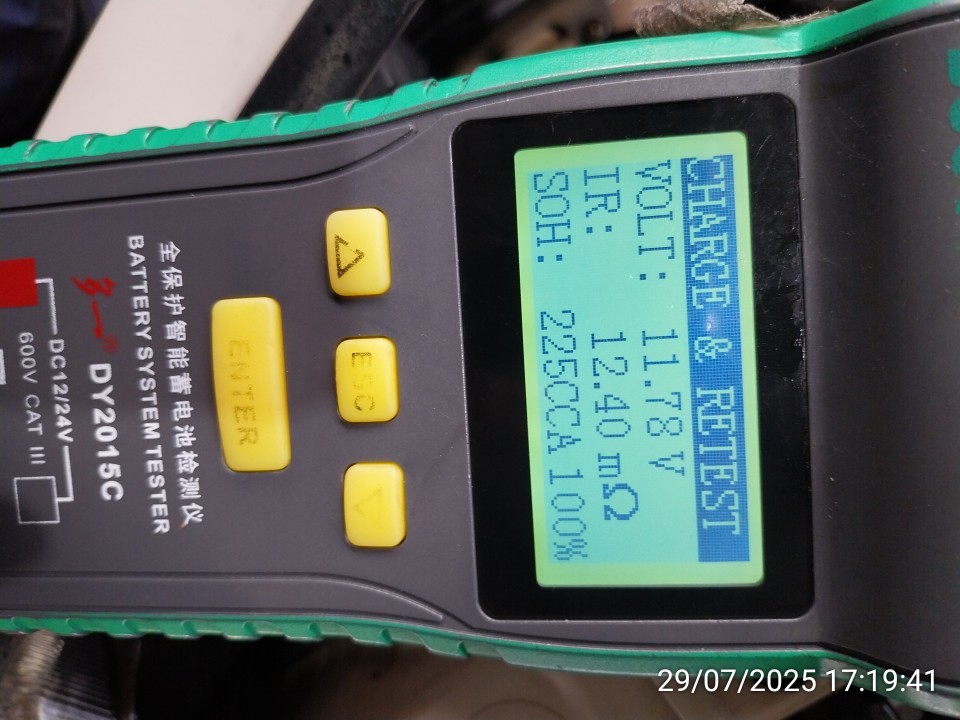 CHARGE & RETEST
VOLT: 11.78V
IR: 12.40 mΩ
SOH: 225CCA 100%
ESC
ENTER
全保护智能蓄电池检测仪
BATTERY SYSTEM TESTER
DY2015C
DC12/24V
600V CAT III
29/07/2025 17:19:41